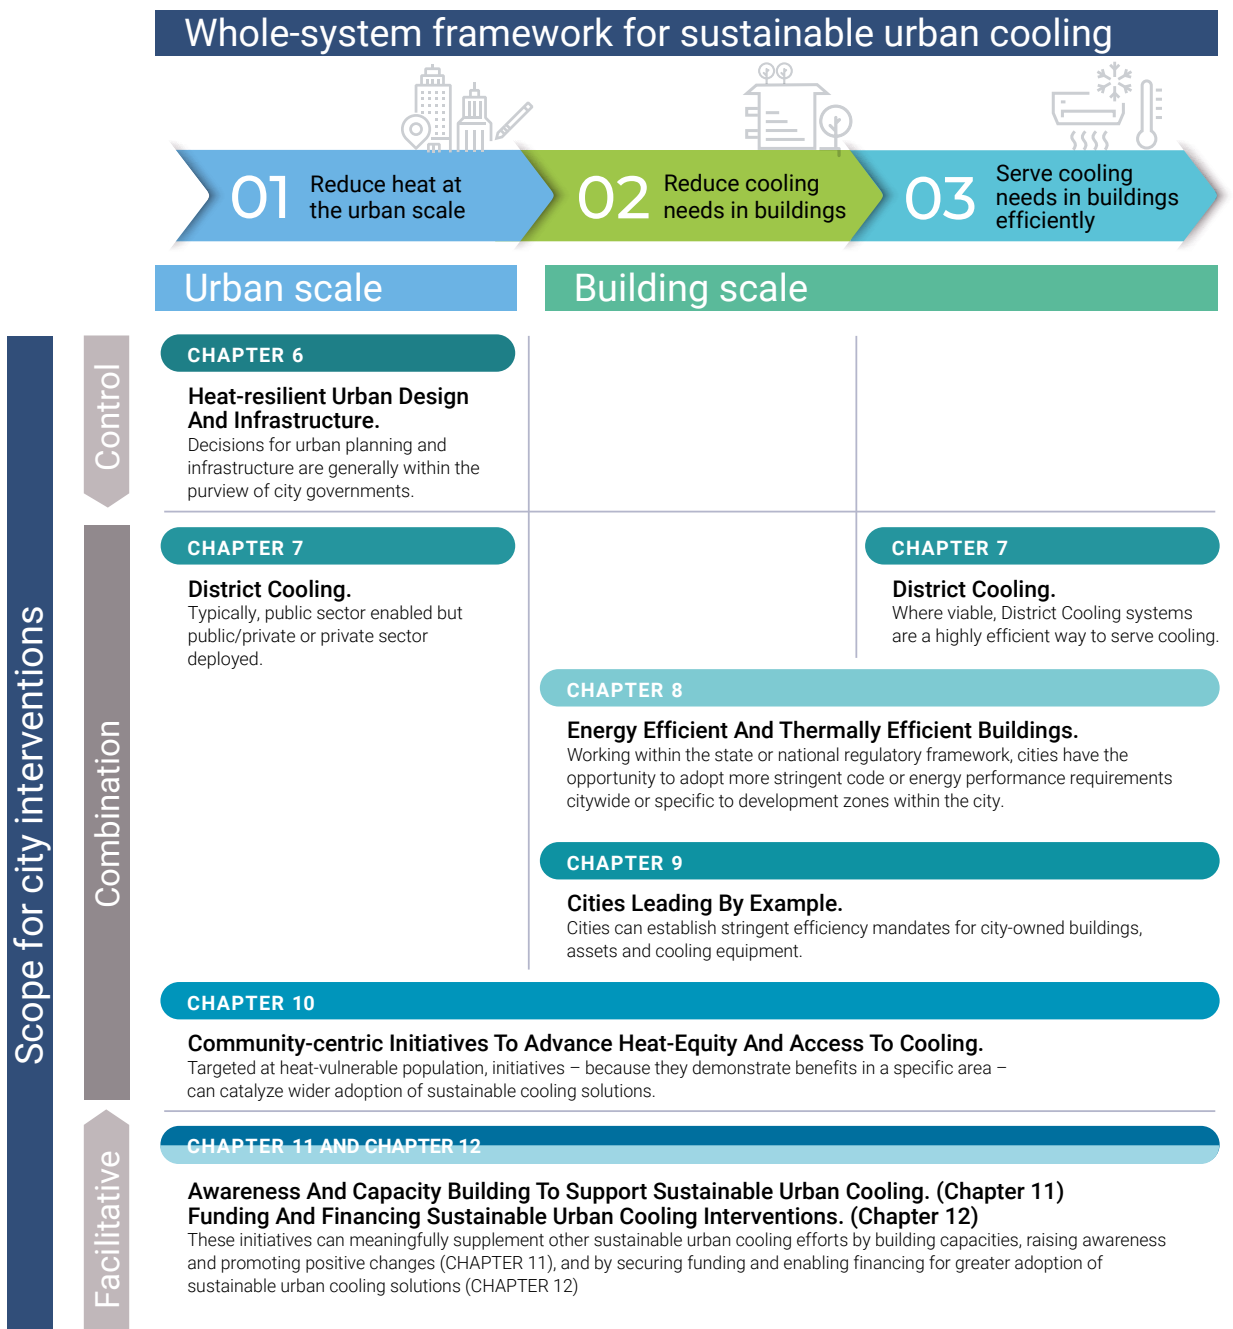 Whole-system framework for sustainable urban cooling
01
Reduce heat at
the urban scale
02
Reduce cooling
needs in buildings
03
Serve cooling
needs in buildings
efficiently
Urban scale
Building scale
Scope for city interventions
Control
CHAPTER 6
Heat-resilient Urban Design
And Infrastructure.
Decisions for urban planning and
infrastructure are generally within the
purview of city governments.
Combination
CHAPTER 7
District Cooling.
Typically, public sector enabled but
public/private or private sector
deployed.
CHAPTER 7
District Cooling.
Where viable, District Cooling systems
are a highly efficient way to serve cooling.
CHAPTER 8
Energy Efficient And Thermally Efficient Buildings.
Working within the state or national regulatory framework, cities have the
opportunity to adopt more stringent code or energy performance requirements
citywide or specific to development zones within the city.
CHAPTER 9
Cities Leading By Example.
Cities can establish stringent efficiency mandates for city-owned buildings,
assets and cooling equipment.
CHAPTER 10
Community-centric Initiatives To Advance Heat-Equity And Access To Cooling.
Targeted at heat-vulnerable population, initiatives – because they demonstrate benefits in a specific area –
can catalyze wider adoption of sustainable cooling solutions.
Facilitative
CHAPTER 11 AND CHAPTER 12
Awareness And Capacity Building To Support Sustainable Urban Cooling. (Chapter 11)
Funding And Financing Sustainable Urban Cooling Interventions. (Chapter 12)
These initiatives can meaningfully supplement other sustainable urban cooling efforts by building capacities, raising awareness
and promoting positive changes (CHAPTER 11), and by securing funding and enabling financing for greater adoption of
sustainable urban cooling solutions (CHAPTER 12)